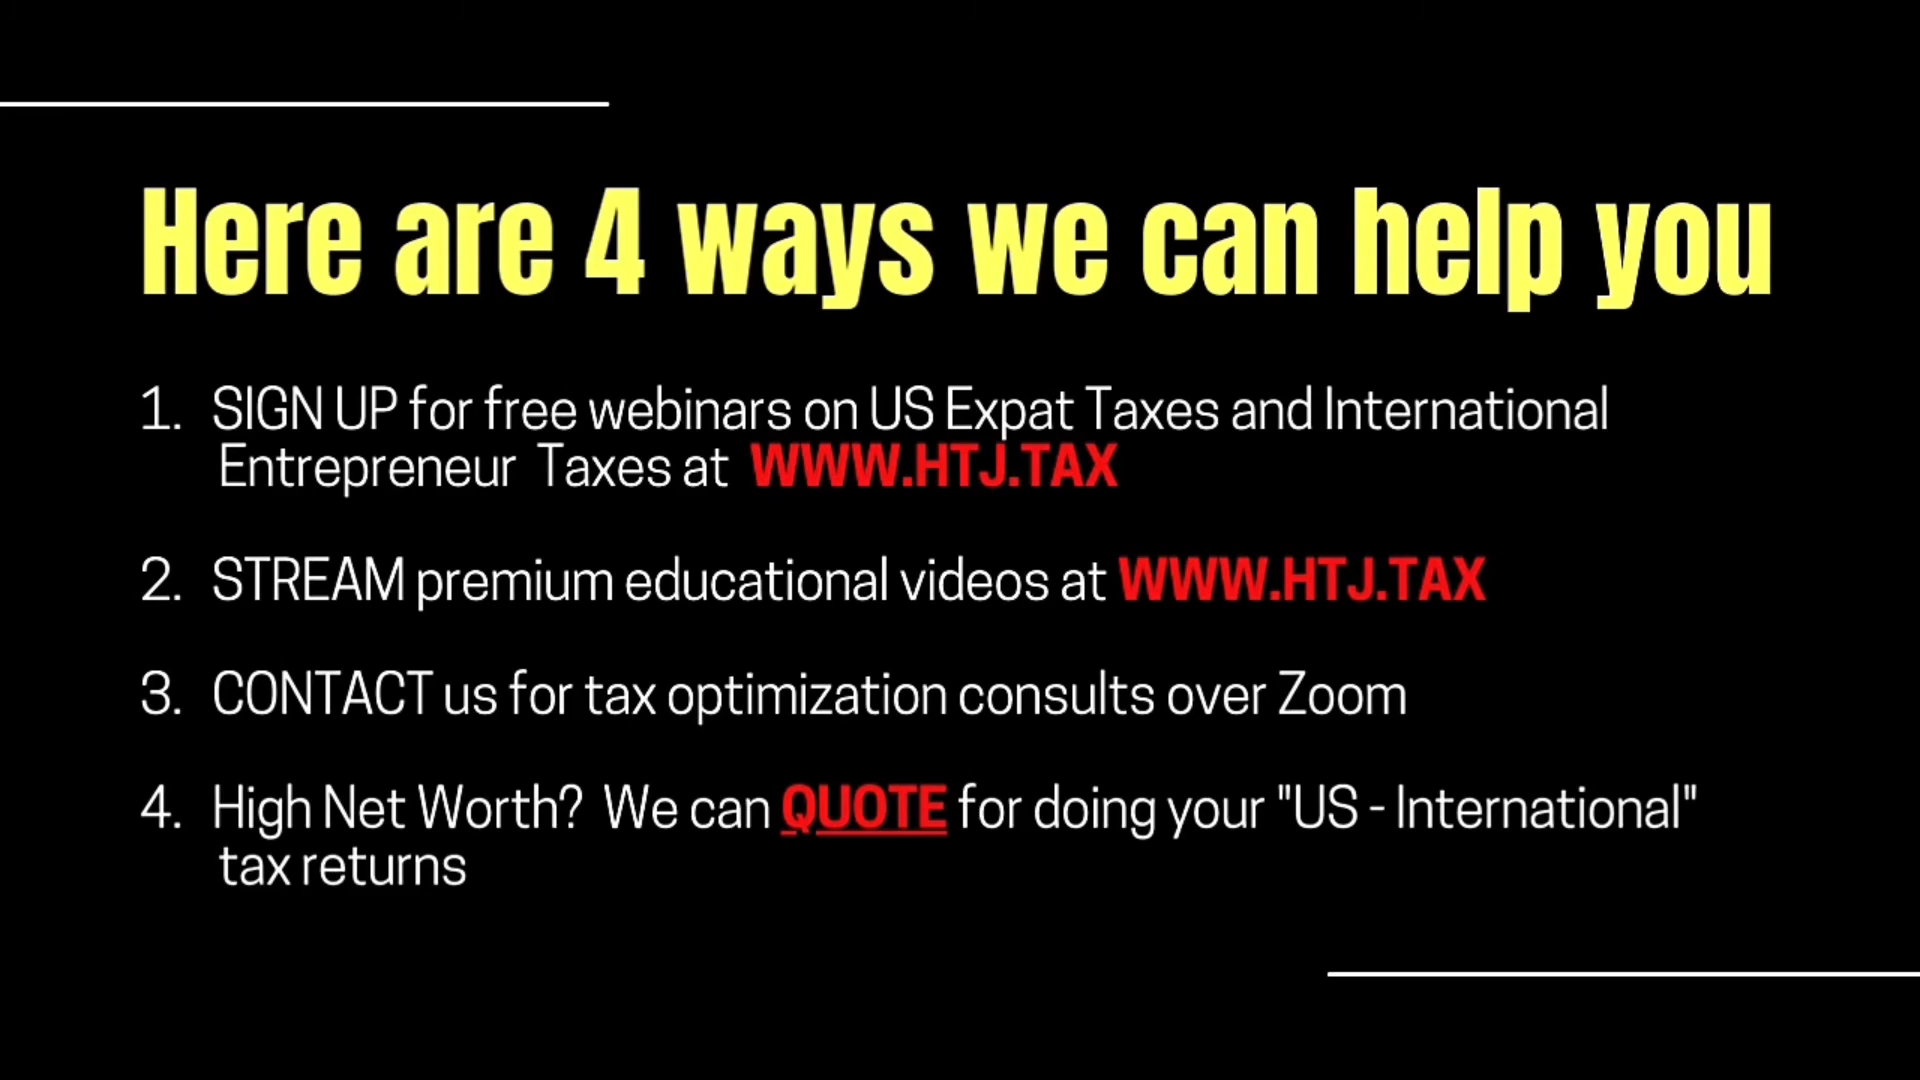 Here are 4 ways we can help you
1. SIGN UP for free webinars on US Expat Taxes and International
Entrepreneur Taxes at WWW.HTJ.TAX
2. STREAM premium educational videos at WWW.HTJ.TAX
3. CONTACT us for tax optimization consults over Zoom
4. High Net Worth? We can QUOTE for doing your "US - International"
tax returns